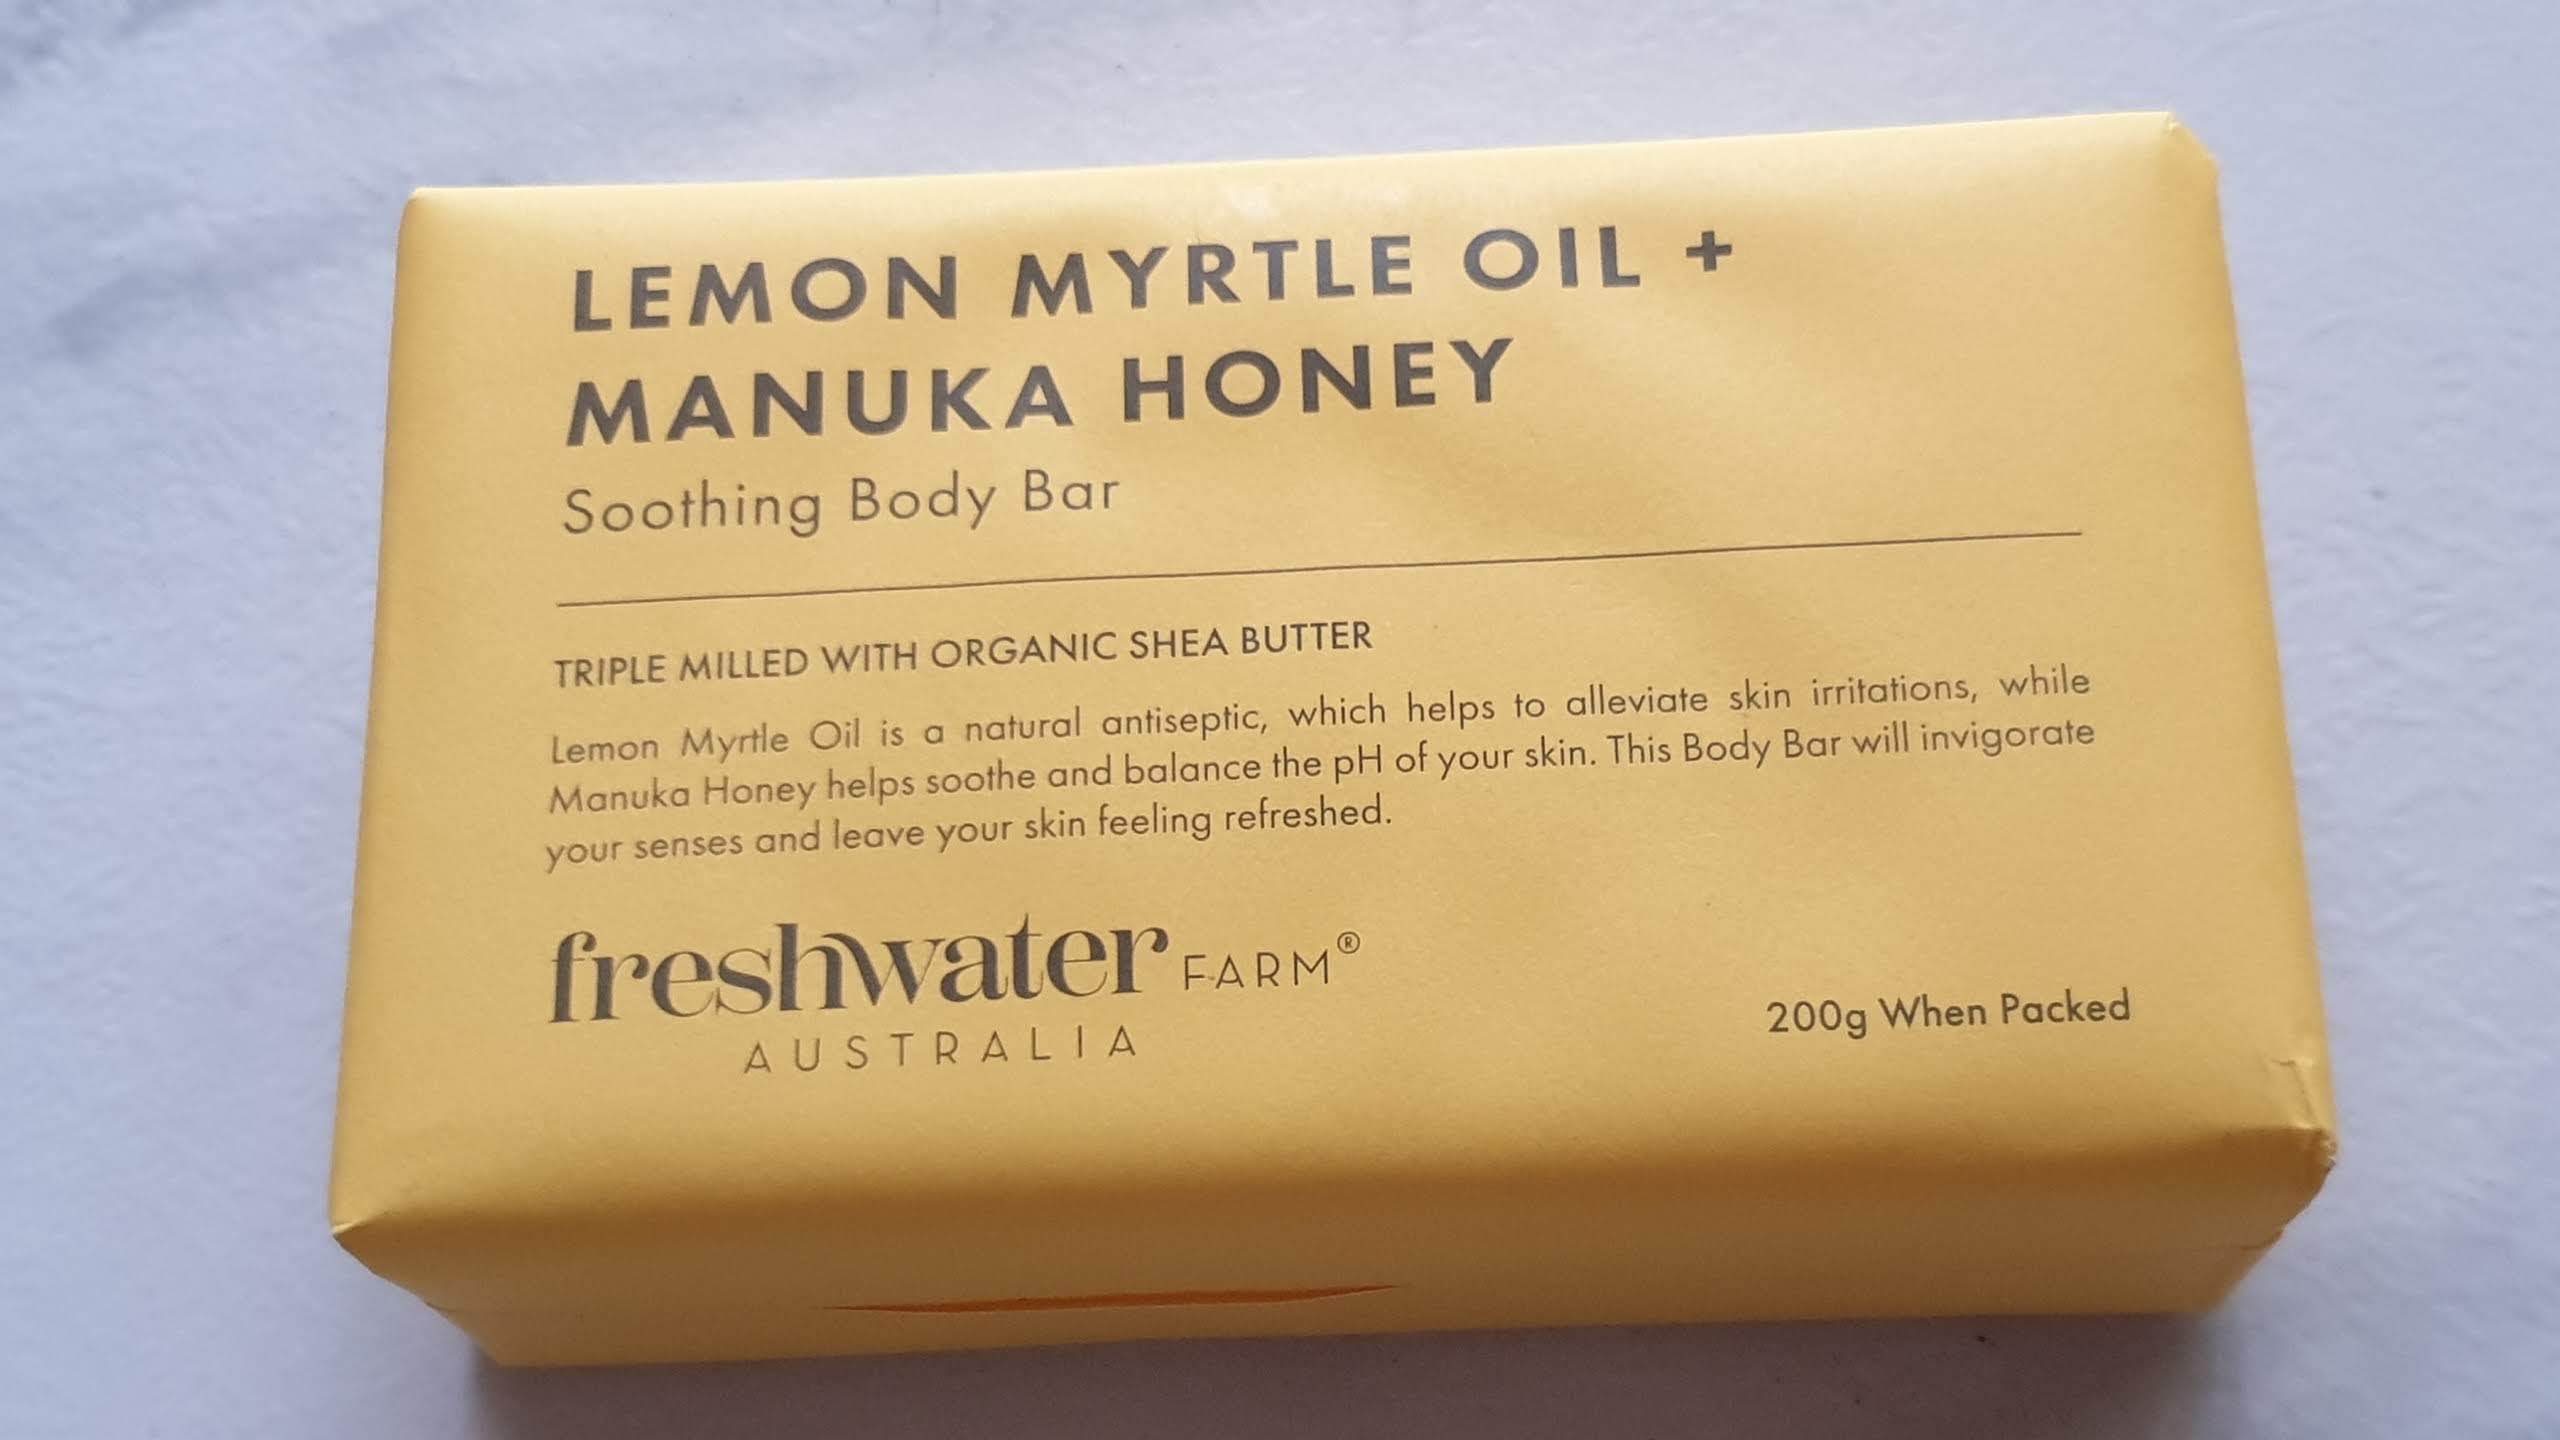 LEMON MYRTLE OIL +
MANUKA HONEY
Soothing Body Bar
TRIPLE MILLED WITH ORGANIC SHEA BUTTER
Lemon Myrtle Oil is a natural antiseptic, which helps to alleviate skin irritations, while
Manuka Honey helps soothe and balance the pH of your skin. This Body Bar will invigorate
your senses and leave your skin feeling refreshed.
freshwater FARM®
AUSTRALIA
200g When Packed